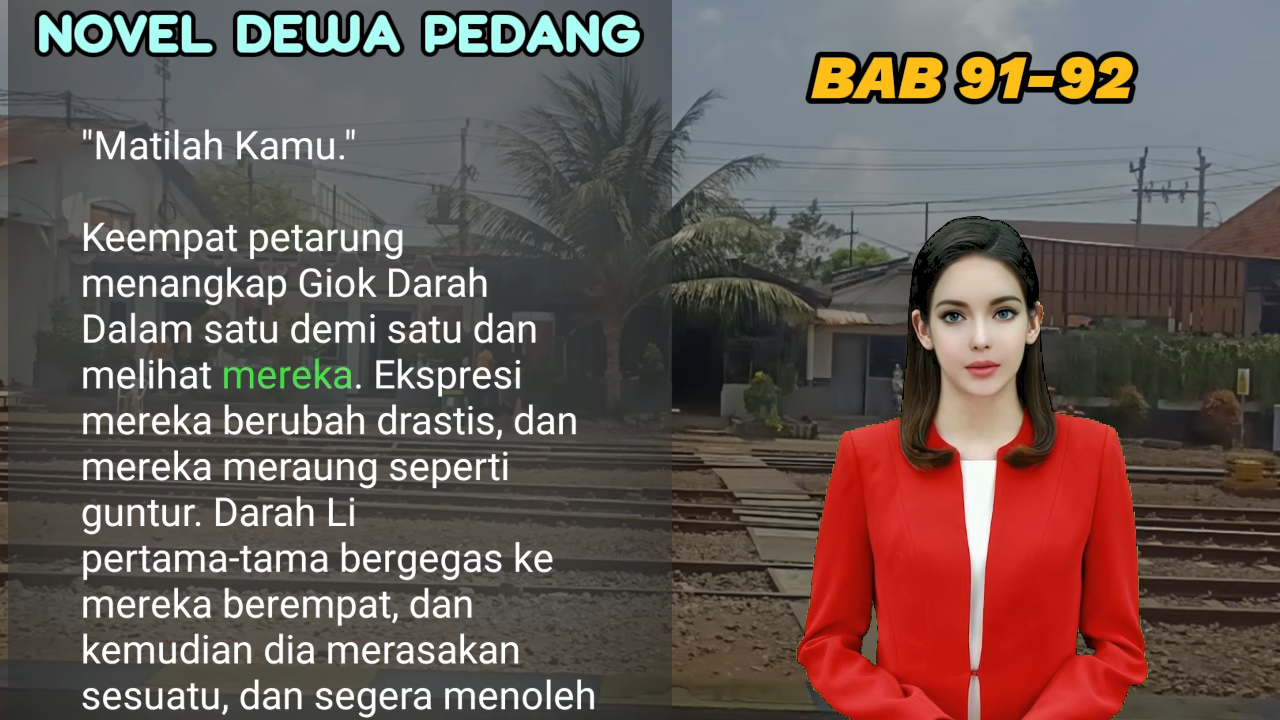 NOVEL DEWA PEDANG
BAB 91-92
"Matilah Kamu."
Keempat petarung
menangkap Giok Darah
Dalam satu demi satu dan
melihat mereka. Ekspresi
mereka berubah drastis, dan
mereka meraung seperti
guntur. Darah Li
pertama-tama bergegas ke
mereka berempat, dan
kemudian dia merasakan
sesuatu, dan segera menoleh